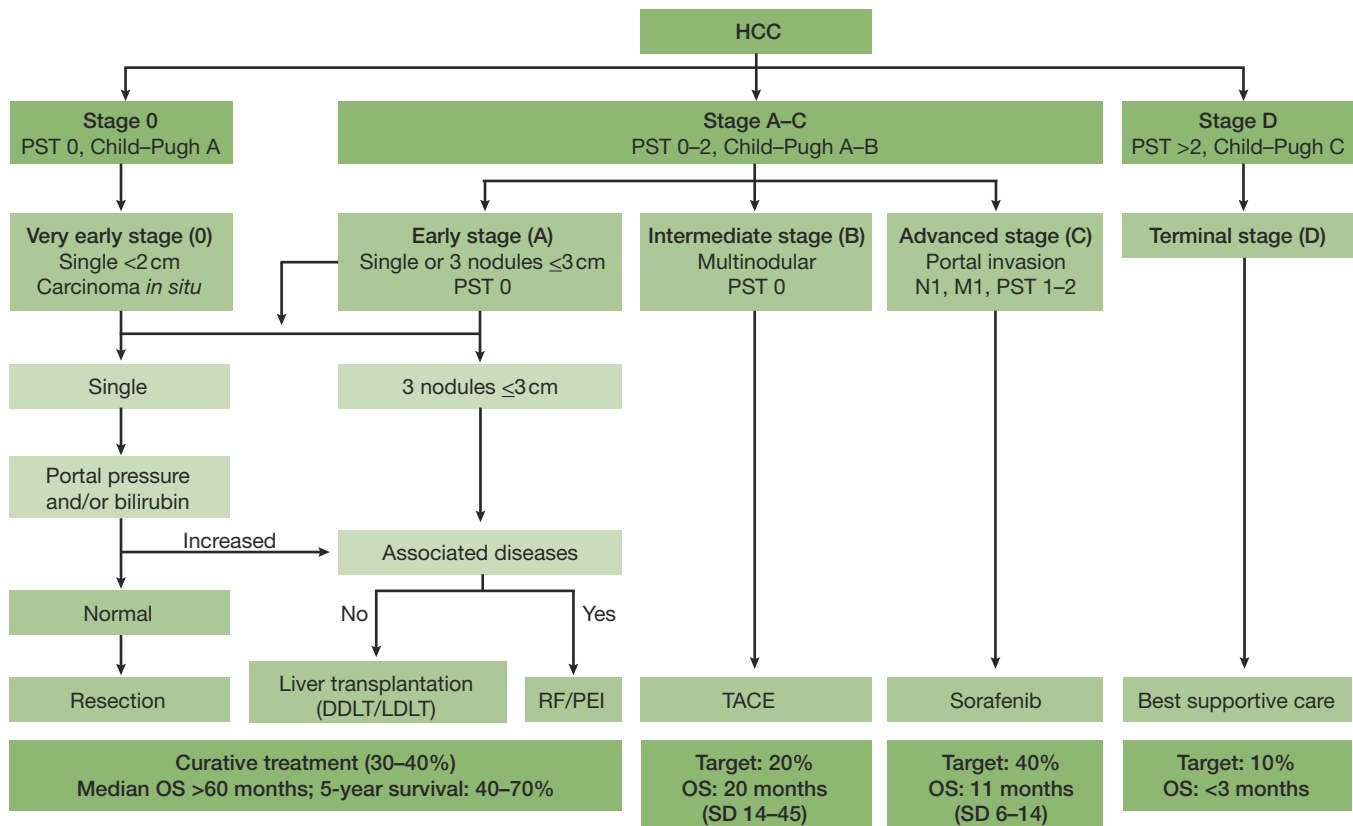 HCC
Stage 0
PST 0, Child–Pugh A
Stage A–C
PST 0–2, Child–Pugh A–B
Stage D
PST >2, Child–Pugh C
Very early stage (0)
Single <2 cm
Carcinoma in situ
Early stage (A)
Single or 3 nodules ≤3 cm
PST 0
Intermediate stage (B)
Multinodular
PST 0
Advanced stage (C)
Portal invasion
N1, M1, PST 1–2
Terminal stage (D)
Single
3 nodules ≤3 cm
Portal pressure
and/or bilirubin
Increased
Associated diseases
Normal
No
Yes
Resection
Liver transplantation
(DDLT/LDLT)
RF/PEI
TACE
Sorafenib
Best supportive care
Curative treatment (30–40%)
Median OS >60 months; 5-year survival: 40–70%
Target: 20%
OS: 20 months
(SD 14–45)
Target: 40%
OS: 11 months
(SD 6–14)
Target: 10%
OS: <3 months